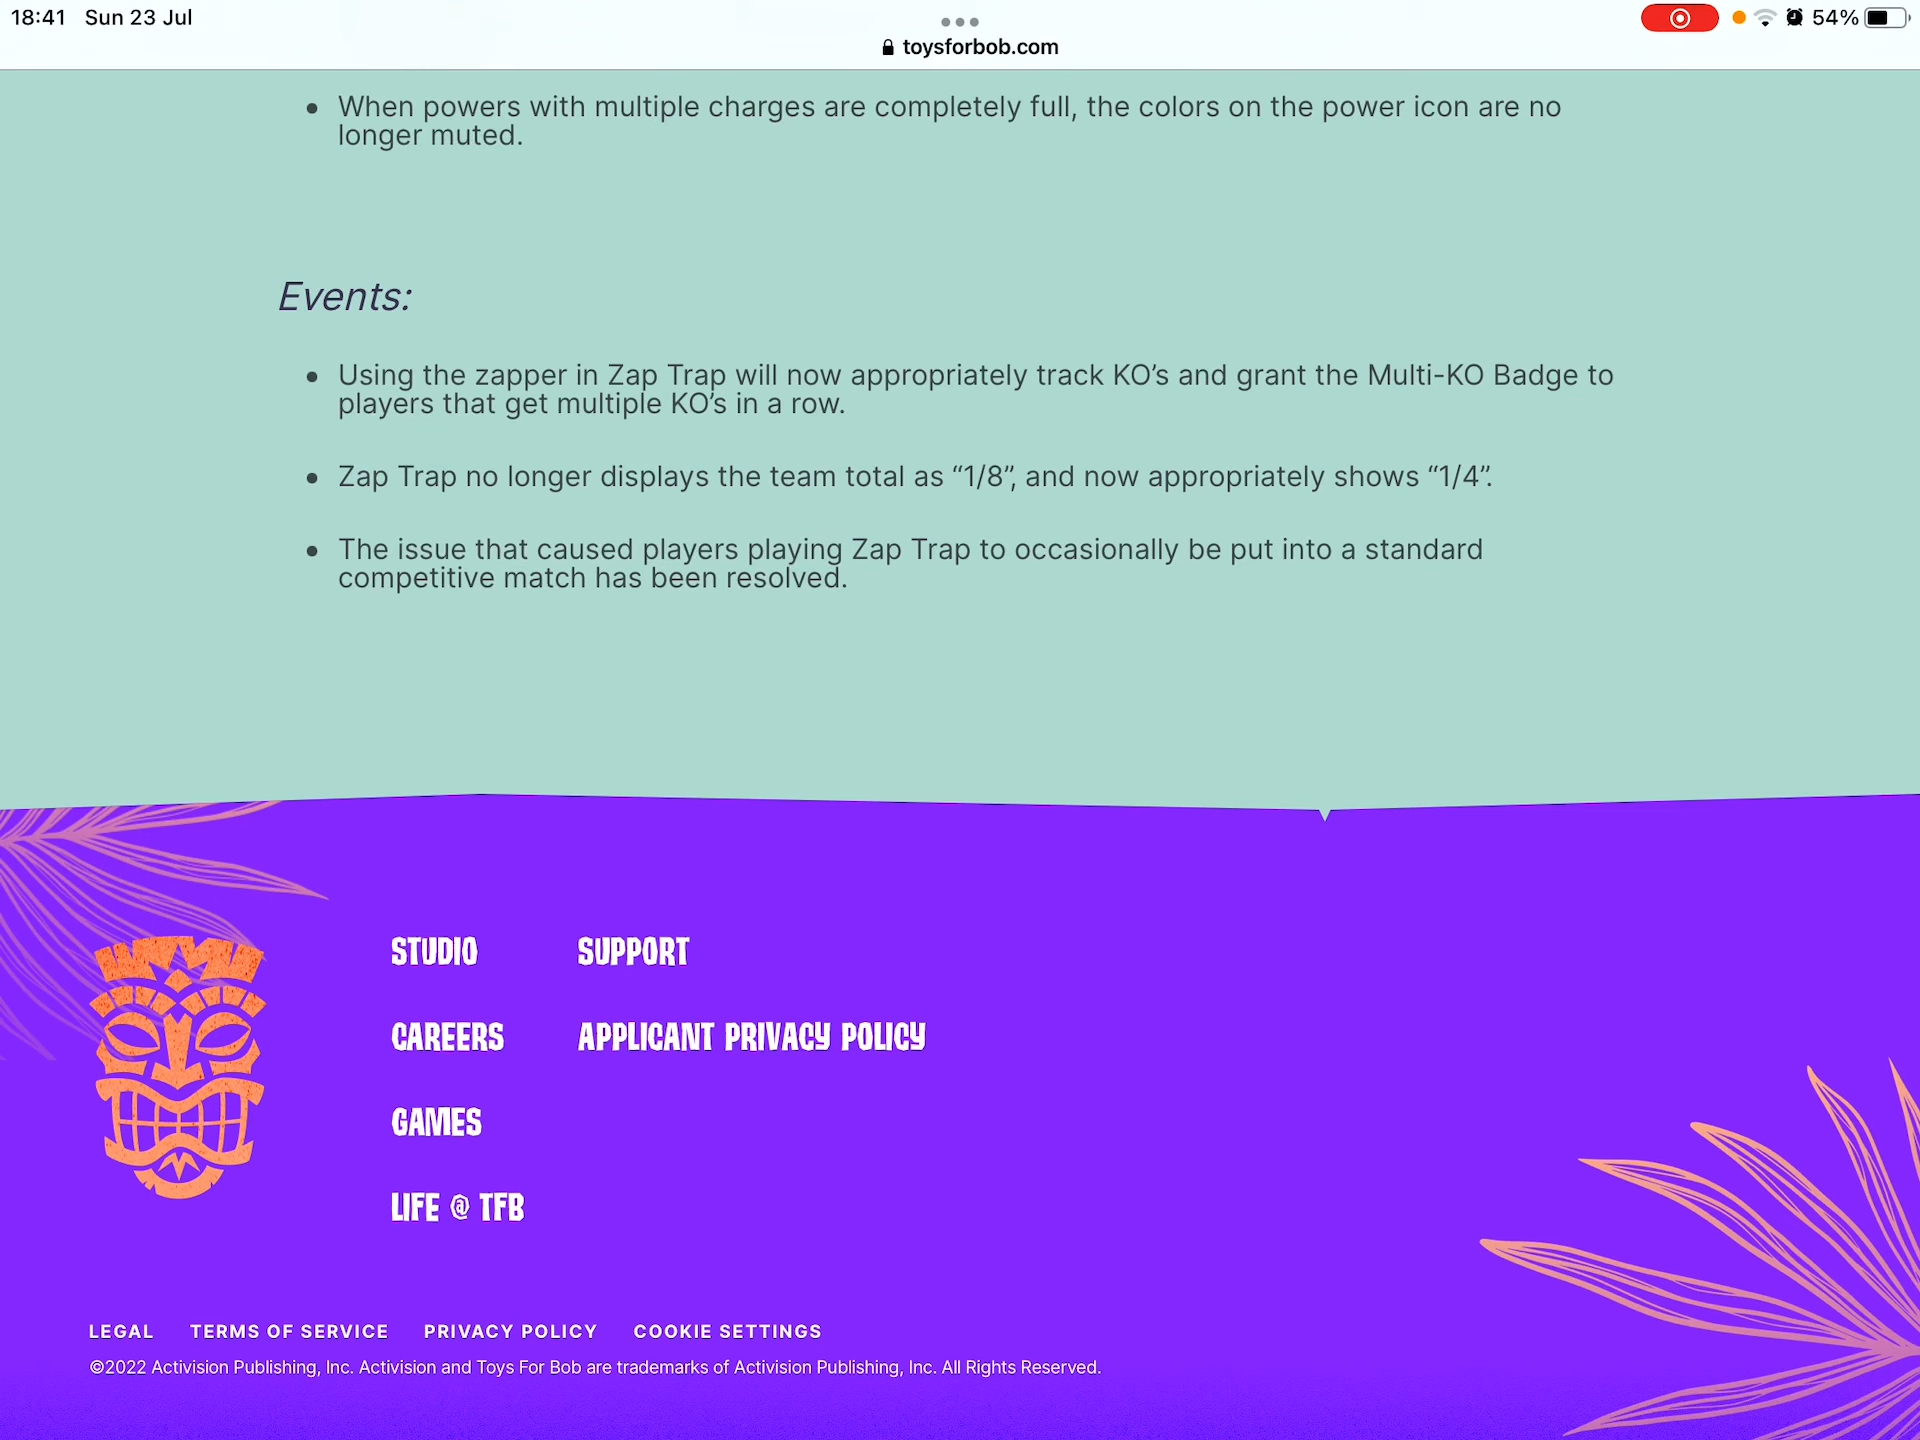 18:41 Sun 23 Jul
54%
toysforbob.com
• When powers with multiple charges are completely full, the colors on the power icon are no
longer muted.
Events:
• Using the zapper in Zap Trap will now appropriately track KO’s and grant the Multi-KO Badge to
players that get multiple KO’s in a row.
• Zap Trap no longer displays the team total as “1/8”, and now appropriately shows “1/4”.
• The issue that caused players playing Zap Trap to occasionally be put into a standard
competitive match has been resolved.
STUDIO SUPPORT
CAREERS APPLICANT PRIVACY POLICY
GAMES
LIFE @ TFB
LEGAL TERMS OF SERVICE PRIVACY POLICY COOKIE SETTINGS
©2022 Activision Publishing, Inc. Activision and Toys For Bob are trademarks of Activision Publishing, Inc. All Rights Reserved.